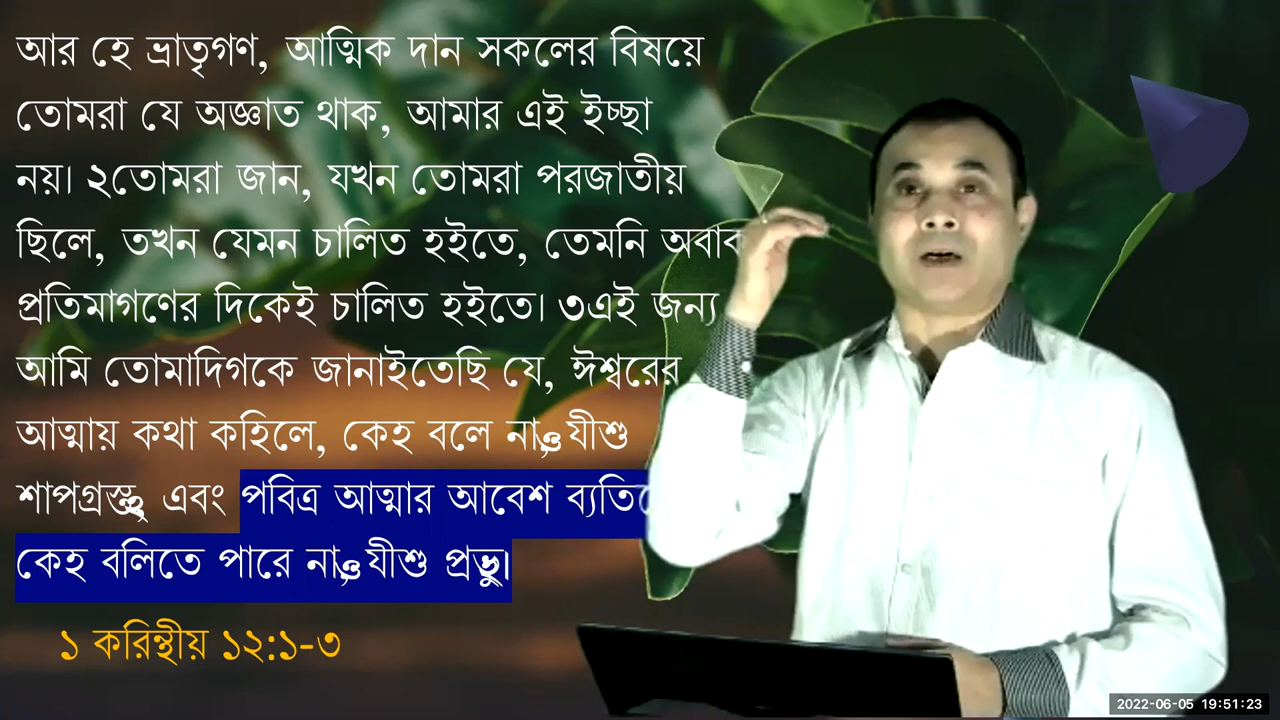 আর হে ভ্রাতৃগণ, আত্মিক দান সকলের বিষয়ে
তোমরা যে অজ্ঞাত থাক, আমার এই ইচ্ছা
নয়। ২তোমরা জান, যখন তোমরা পরজাতীয়
ছিলে, তখন যেমন চালিত হইতে, তেমনি অবাক
প্রতিমাগণের দিকেই চালিত হইতে। ৩এই জন্য
আমি তোমাদিগকে জানাইতেছি যে, ঈশ্বরের
আত্মায় কথা কহিলে, কেহ বলে না, যীশু
শাপগ্রস্ত, এবং পবিত্র আত্মার আবেশ
কেহ বলিতে পারে না, যীশু প্রভু।
১ করিন্থীয় ১২:১-৩
2022-06-05 19:51:23